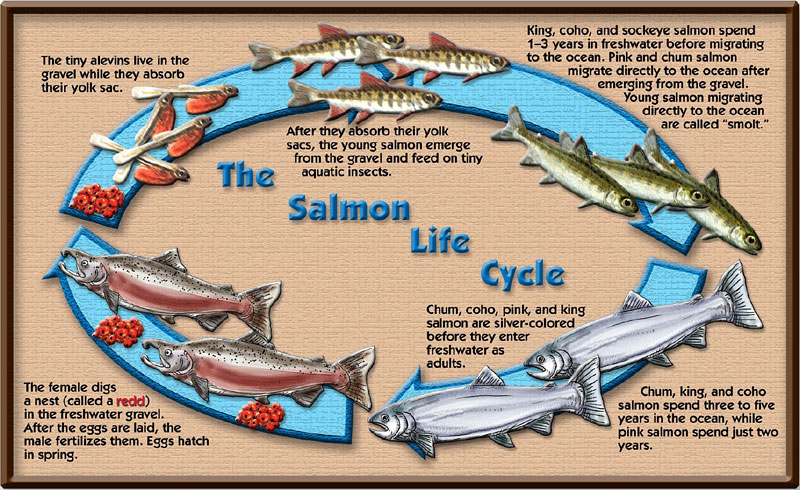 The tiny alevins live in the
gravel while they absorb
their yolk sac.
King, coho, and sockeye salmon spend
1–3 years in freshwater before migrating
to the ocean. Pink and chum salmon
migrate directly to the ocean after
emerging from the gravel.
Young salmon migrating
directly to the ocean
are called “smolt.”
After they absorb their yolk
sacs, the young salmon emerge
from the gravel and feed on tiny
aquatic insects.
The
Salmon
Life
Cycle
Chum, coho, pink, and king
salmon are silver-colored
before they enter
freshwater as
adults.
Chum, king, and coho
salmon spend three to five
years in the ocean, while
pink salmon spend just two
years.
The female digs
a nest (called a redd)
in the freshwater gravel.
After the eggs are laid, the
male fertilizes them. Eggs hatch
in spring.